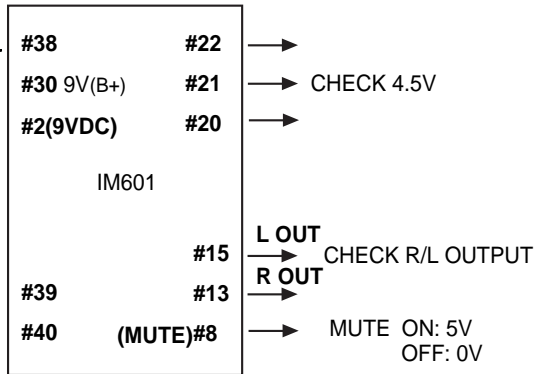 #38 #22
#30 9V(B+) #21 CHECK 4.5V
#2(9VDC) #20
IM601
L OUT
#15 CHECK R/L OUTPUT
R OUT
#39 #13
#40 (MUTE)#8 MUTE ON: 5V
OFF: 0V